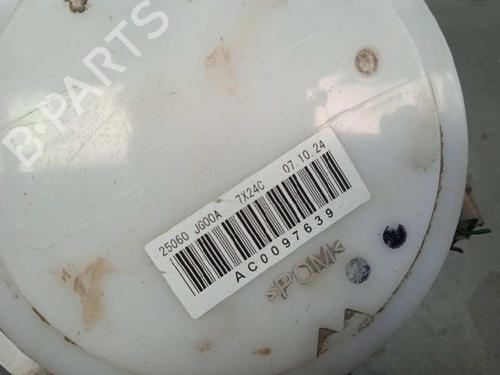 B-PARTS
25060 JG00A 7X24C 07.10.24
AC0097639
>POM<